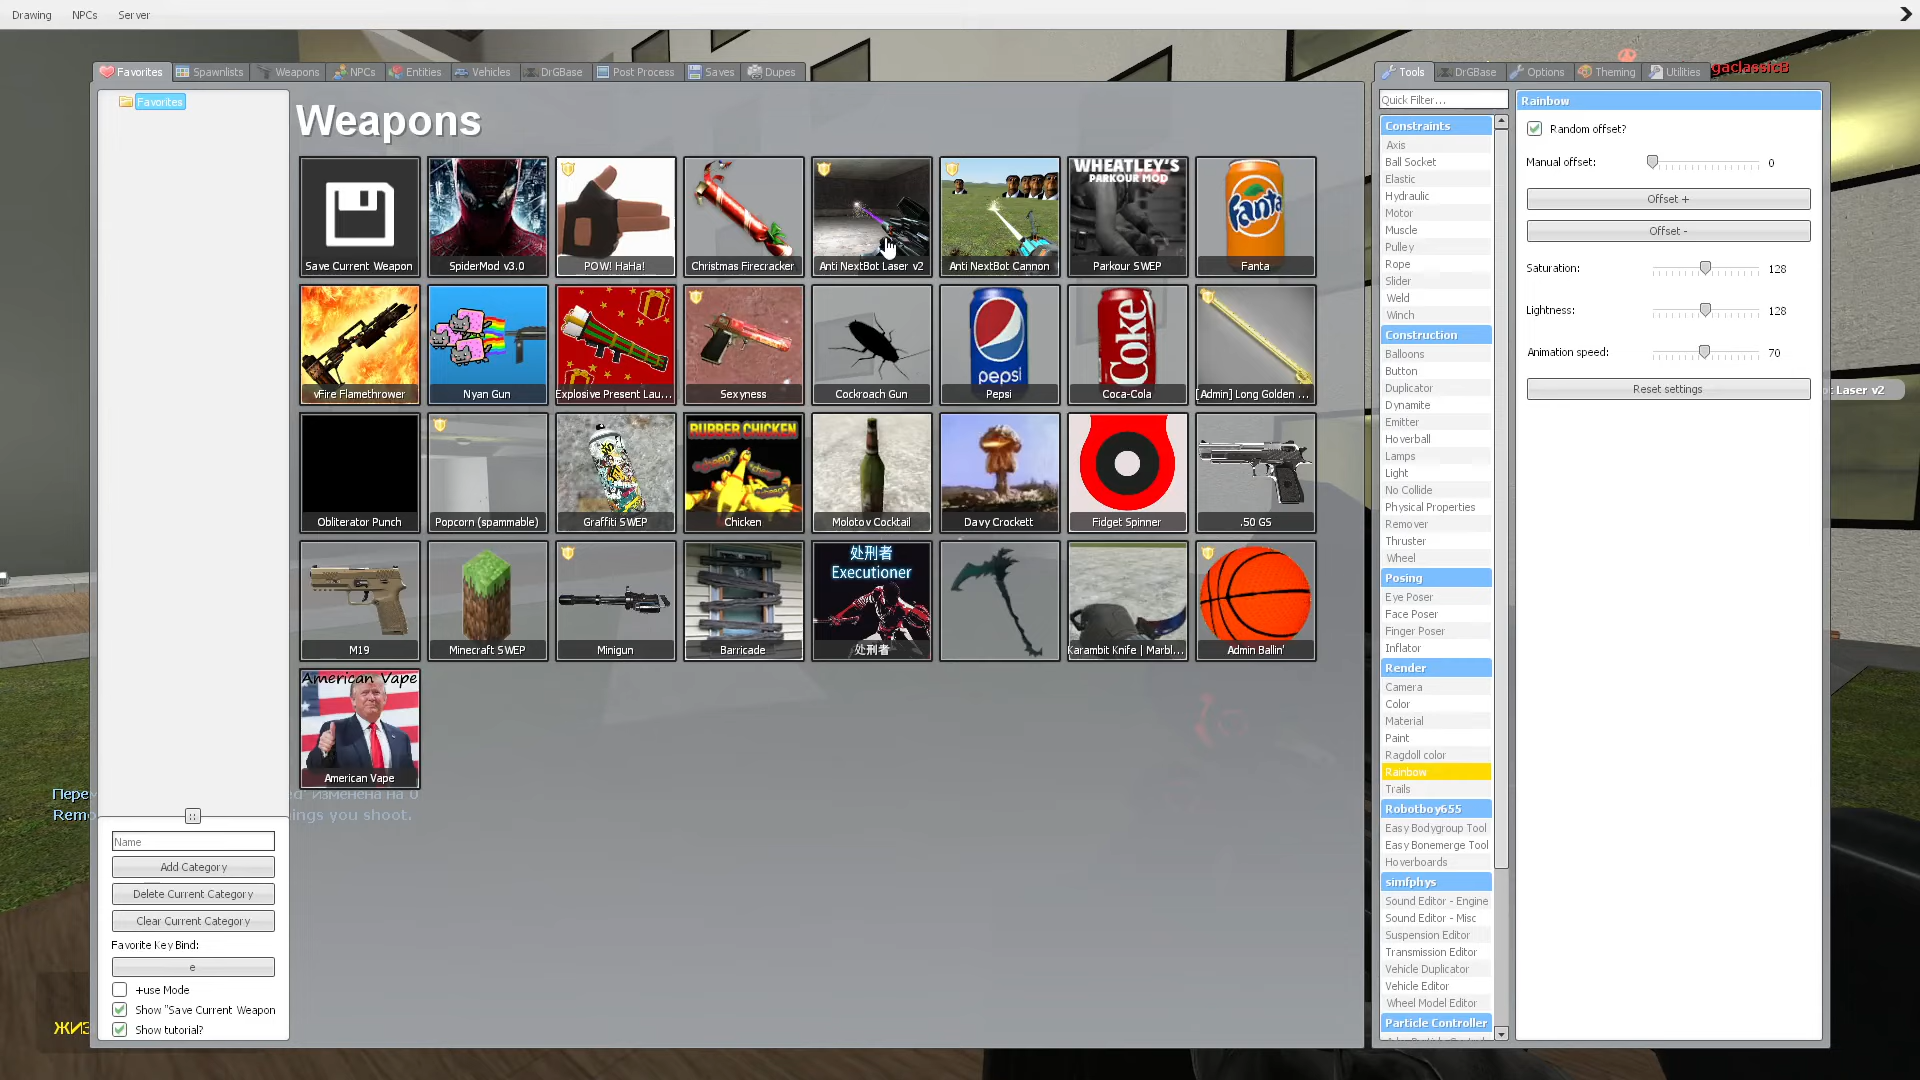 Drawing NPCs Server
Favorites Spawnlists Weapons NPCs Entities Vehicles DrGBase Post Process Saves Dupes
Tools DrGBase Options Theming Utilities
gaclassic3
Favorites
Weapons
Save Current Weapon
SpiderMod v3.0
POW! HaHa!
Christmas Firecracker
Anti NextBot Laser v2
Anti NextBot Cannon
WHEATLEY'S
PARKOUR MOD
Parkour SWEP
Fanta
Fanta
vFire Flamethrower
Nyan Gun
Explosive Present Lau...
Sexyness
Cockroach Gun
pepsi
Pepsi
Coke
Coca-Cola
[Admin] Long Golden ...
Obliterator Punch
Popcorn (spammable)
Graffiti SWEP
RUBBER CHICKEN
Chicken
Molotov Cocktail
Davy Crockett
Fidget Spinner
.50 GS
M19
Minecraft SWEP
Minigun
Barricade
处刑者
Executioner
处刑者
Karambit Knife | Marbl...
Admin Ballin'
American Vape
American Vape
изменена на 0
ings you shoot.
Name
Add Category
Delete Current Category
Clear Current Category
Favorite Key Bind:
e
+use Mode
Show "Save Current Weapon
Show tutorial?
Quick Filter...
Constraints
Axis
Ball Socket
Elastic
Hydraulic
Motor
Muscle
Pulley
Rope
Slider
Weld
Winch
Construction
Balloons
Button
Duplicator
Dynamite
Emitter
Hoverball
Lamps
Light
No Collide
Physical Properties
Remover
Thruster
Wheel
Posing
Eye Poser
Face Poser
Finger Poser
Inflator
Render
Camera
Color
Material
Paint
Ragdoll color
Rainbow
Trails
Robotboy655
Easy Bodygroup Tool
Easy Bonemerge Tool
Hoverboards
simfphys
Sound Editor - Engine
Sound Editor - Misc
Suspension Editor
Transmission Editor
Vehicle Duplicator
Vehicle Editor
Wheel Model Editor
Particle Controller
Rainbow
Random offset?
Manual offset: 0
Offset +
Offset -
Saturation: 128
Lightness: 128
Animation speed: 70
Reset settings
Laser v2